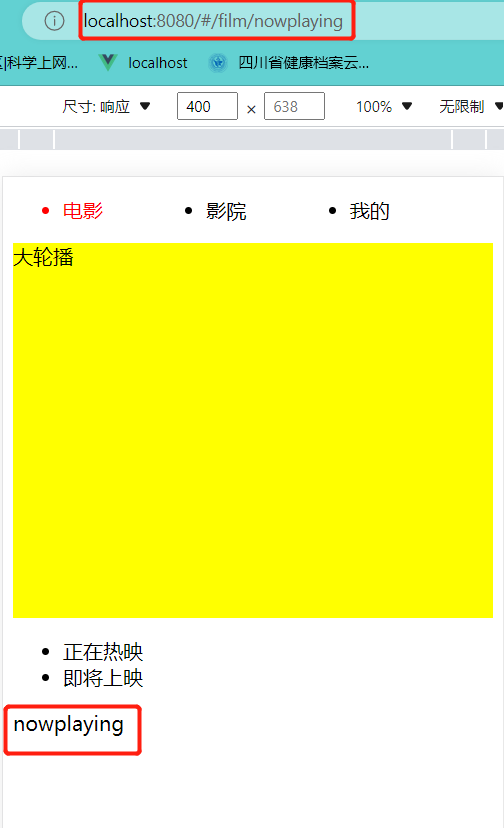 localhost:8080/#/film/nowplaying
科学上网... localhost 四川省健康档案云...
尺寸: 响应 400 × 638 100% 无限制
电影 影院 我的
大轮播
正在热映
即将上映
nowplaying